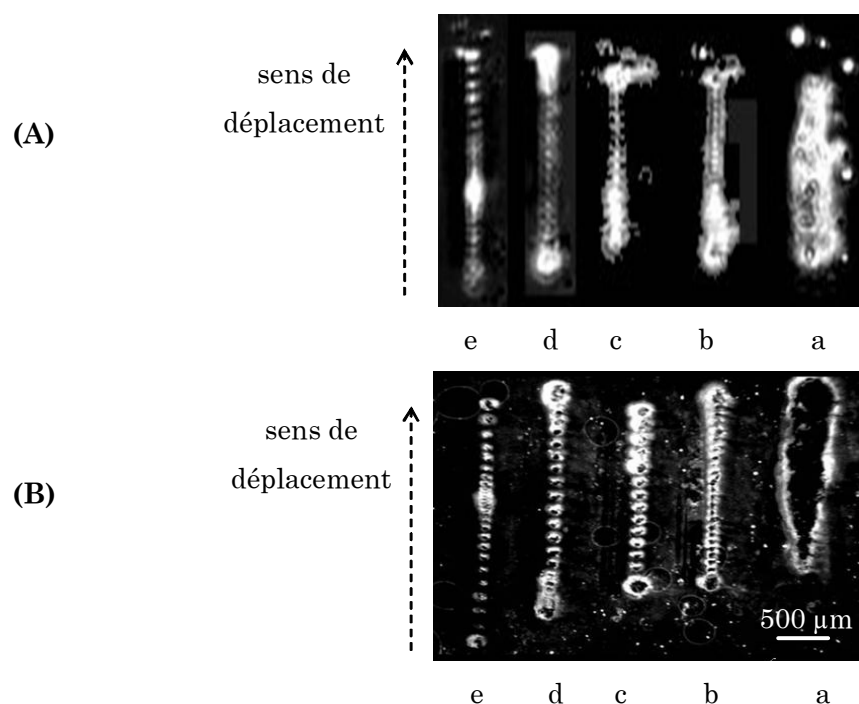 sens de
déplacement
(A)
e d c b a
sens de
déplacement
(B)
500 µm
e d c b a